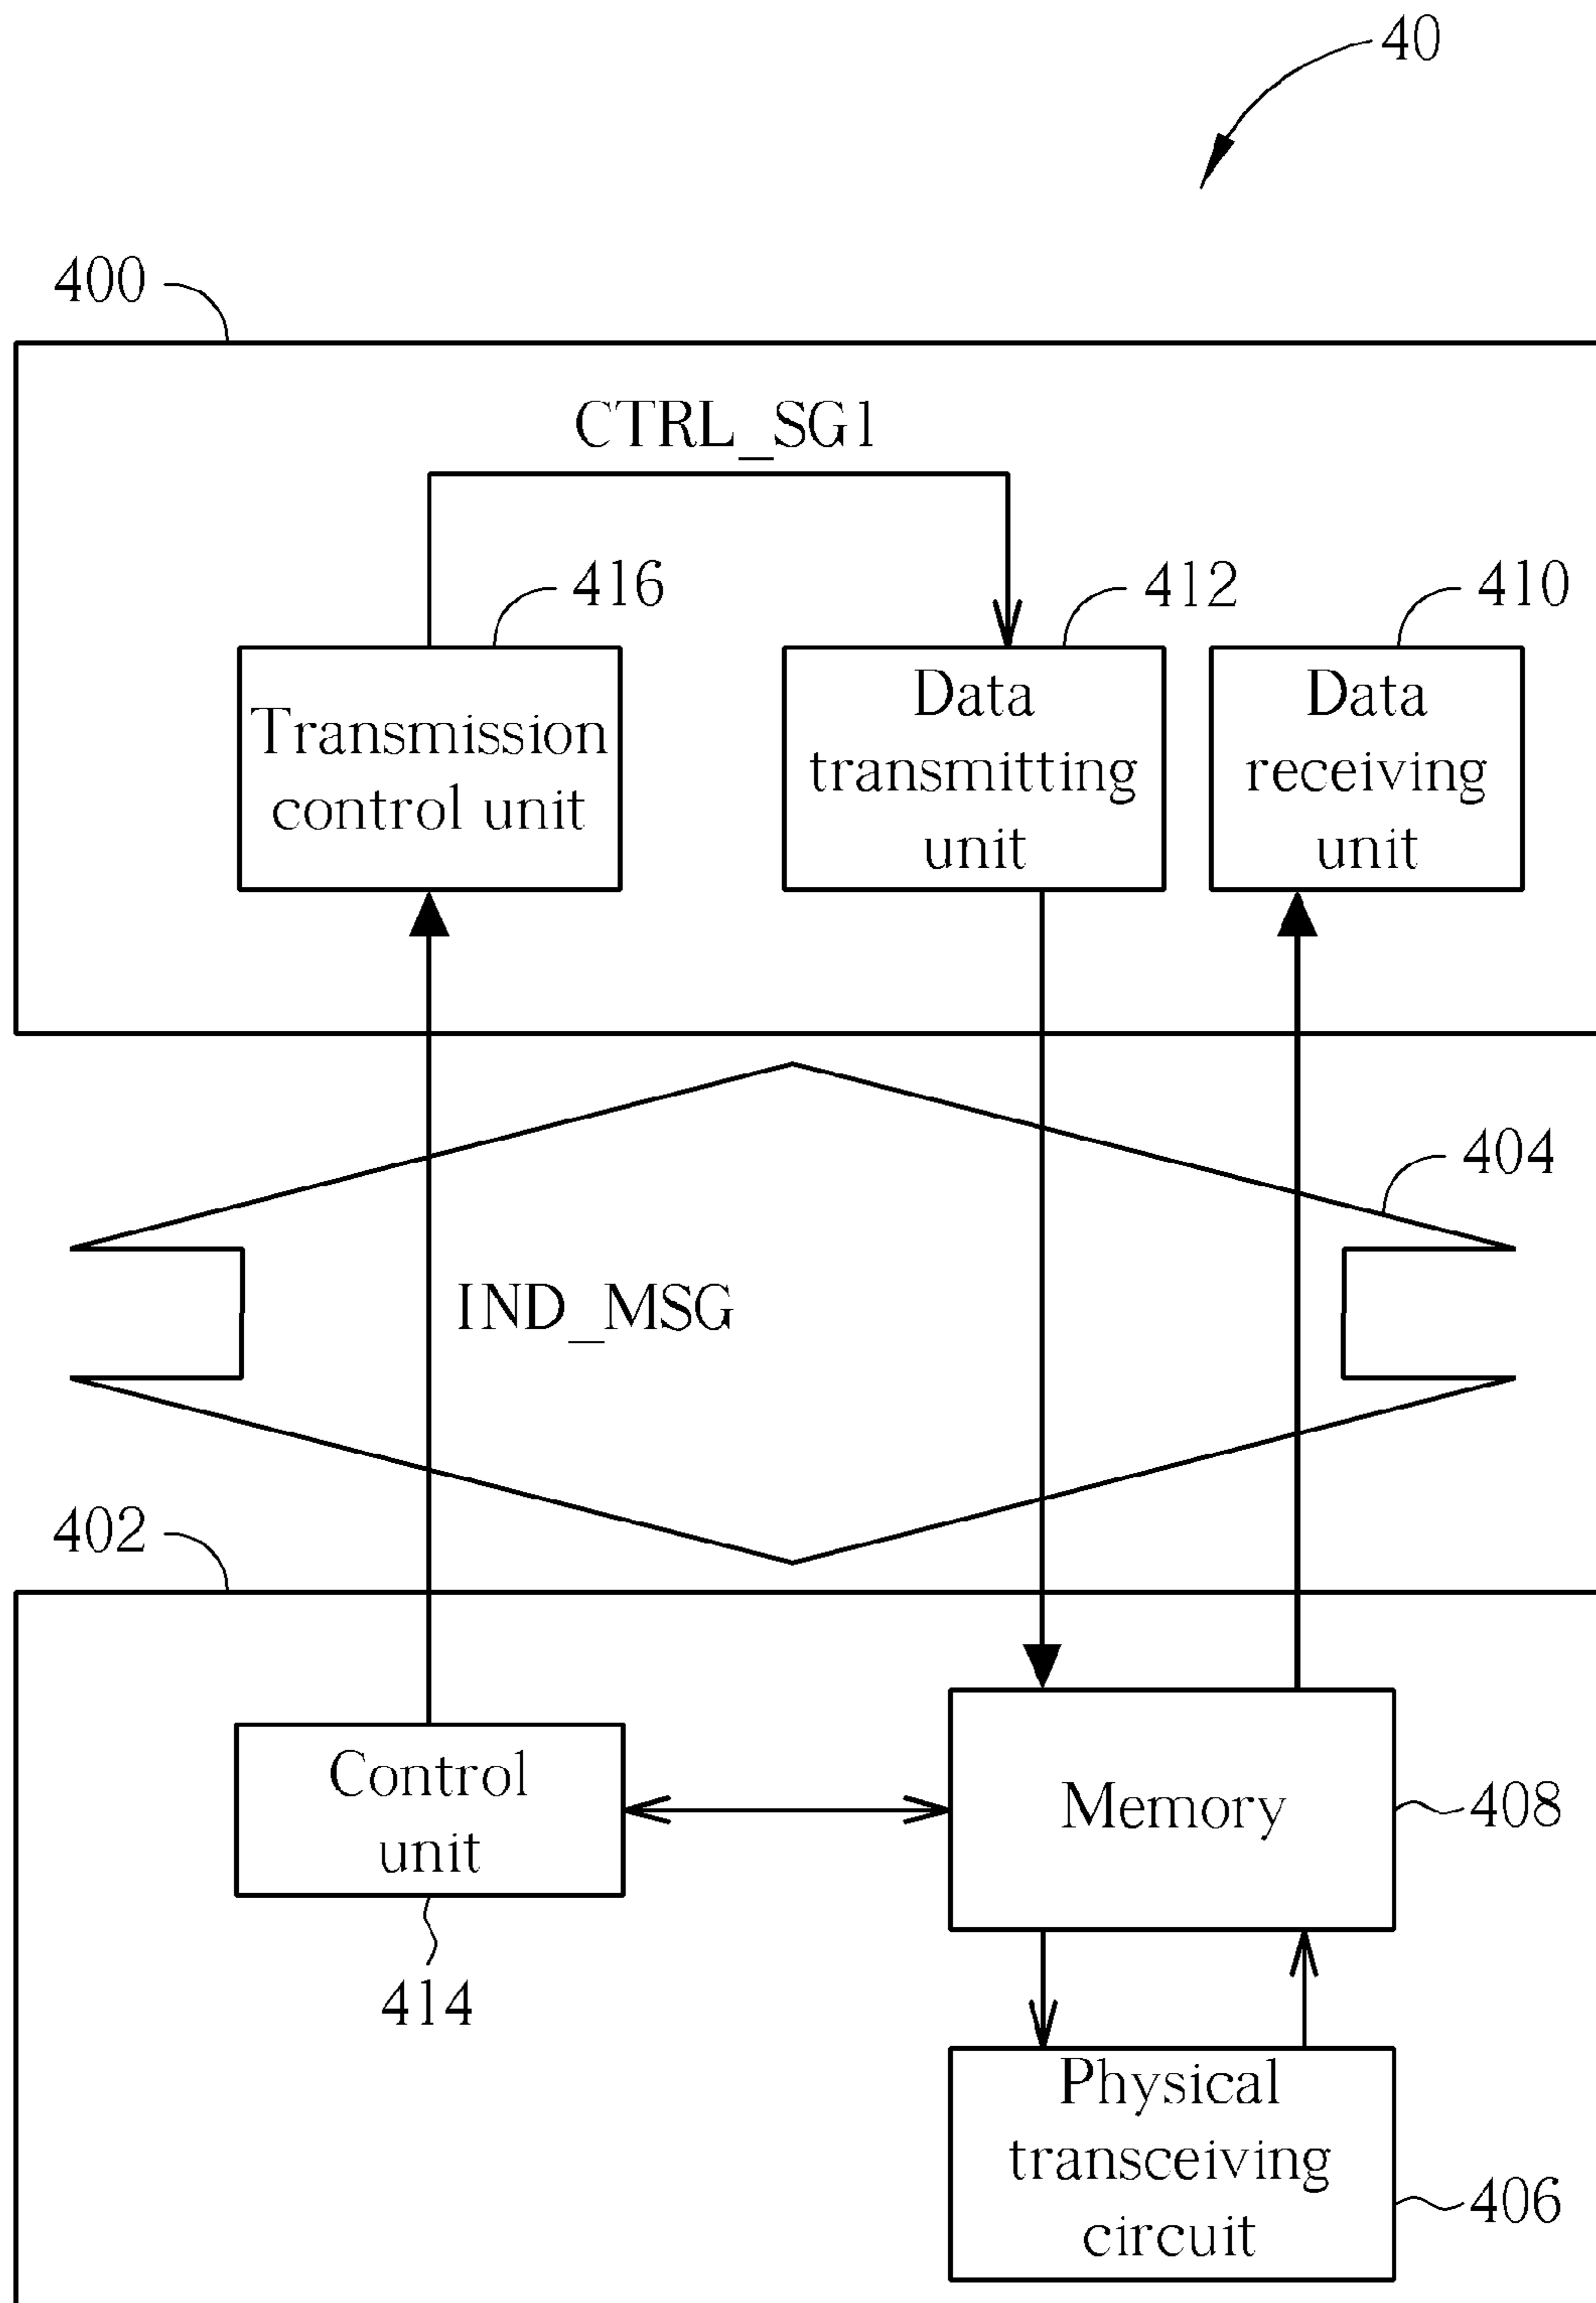 40
400
CTRL_SG1
416
412
410
Transmission
control unit
Data
transmitting
unit
Data
receiving
unit
404
IND_MSG
402
Control
unit
414
Memory
408
Physical
transceiving
circuit
406